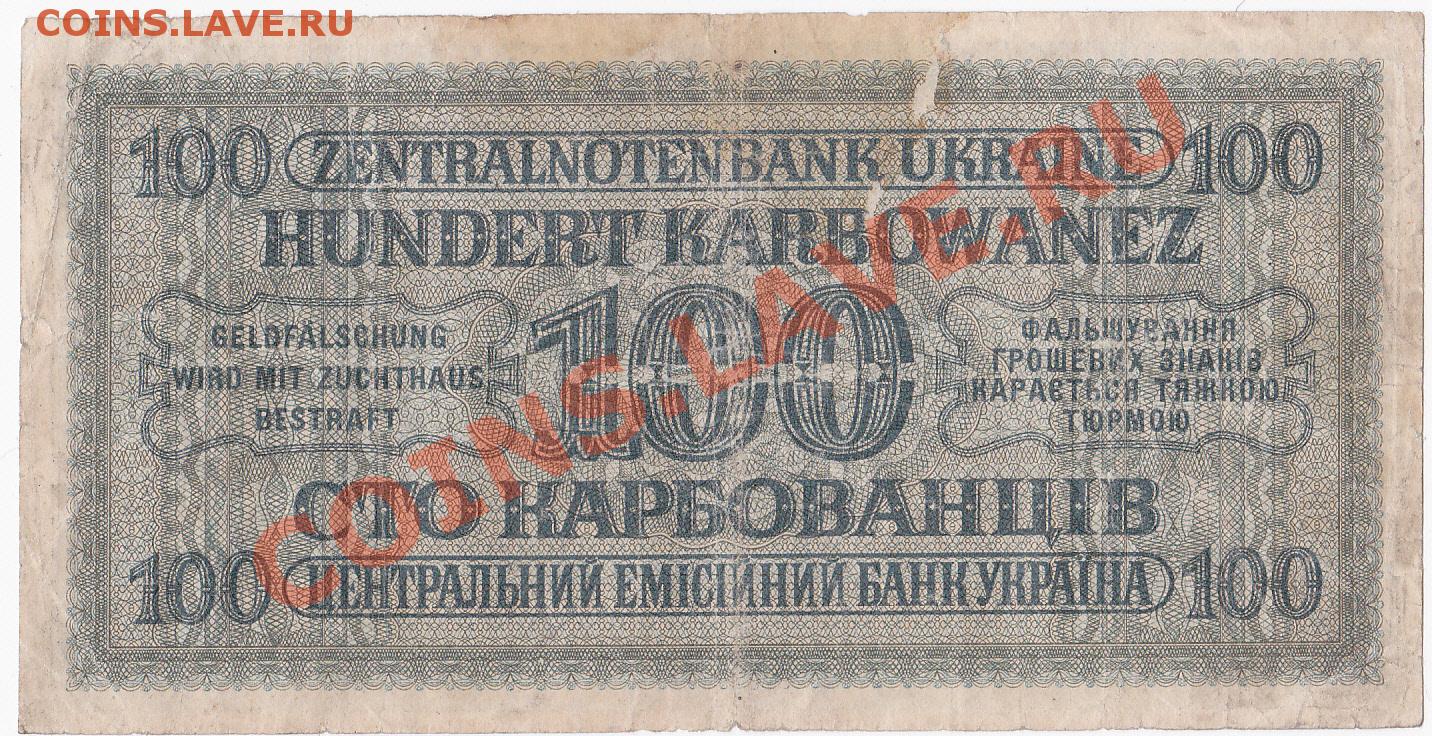 COINS.LAVE.RU
100 ZENTRALNOTENBANK UKRAINE 100
HUNDERT KARBOWANEZ
GELDFÄLSCHUNG
WIRD MIT ZUCHTHAUS
BESTRAFT
100
ФАЛЬШУВАННЯ
ГРОШЕВИХ ЗНАКІВ
КАРАЄТЬСЯ ТЯЖКОЮ
ТЮРМОЮ
СТО КАРБОВАНЦІВ
100 ЦЕНТРАЛЬНИЙ ЕМІСІЙНИЙ БАНК УКРАЇНА 100
COINS.LAVE.RU